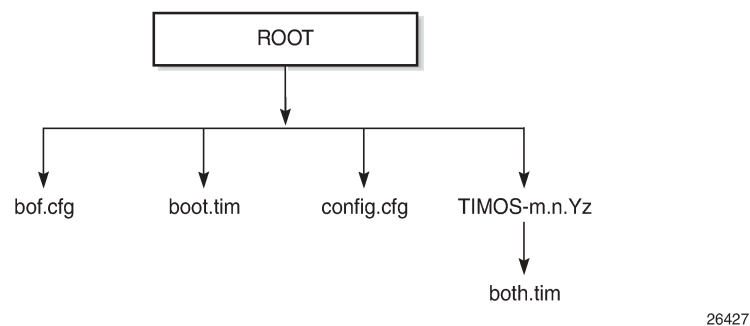 ROOT
bof.cfg
boot.tim
config.cfg
TIMOS-m.n.Yz
both.tim
26427